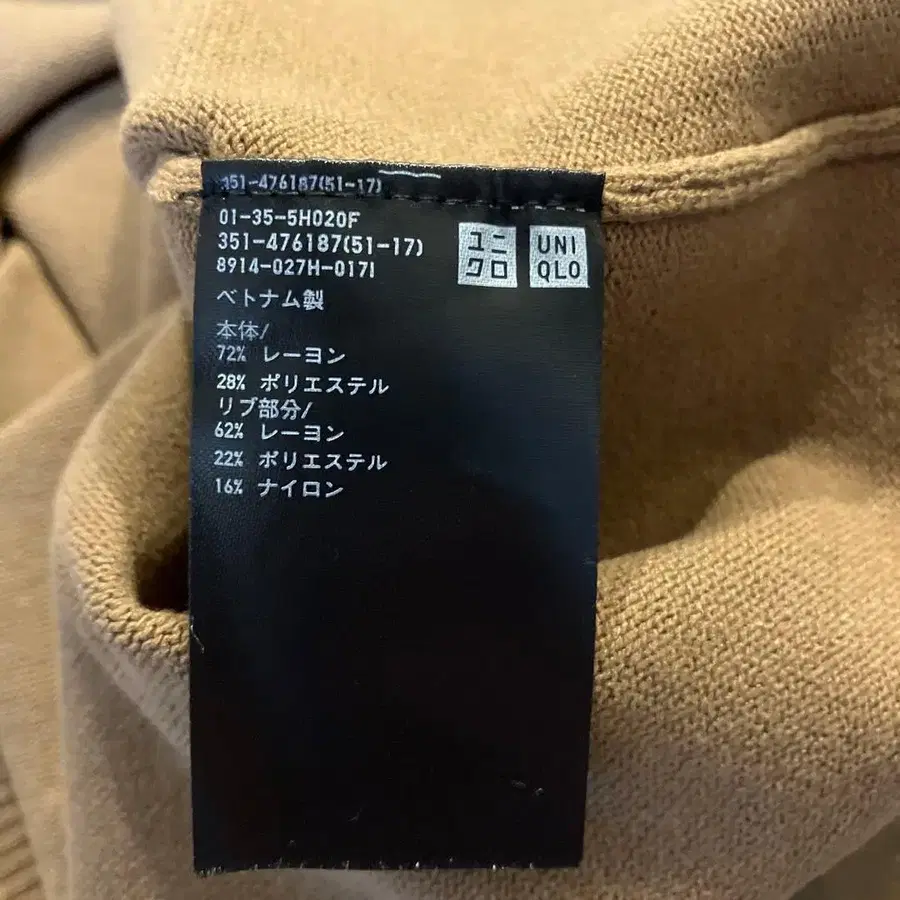 351-476187(51-17)
01-35-5H020F
351-476187(51-17)
8914-027H-017I
ユニ
クロ
UNI
QLO
ベトナム製
本体/
72% レーヨン
28% ポリエステル
リブ部分/
62% レーヨン
22% ポリエステル
16% ナイロン